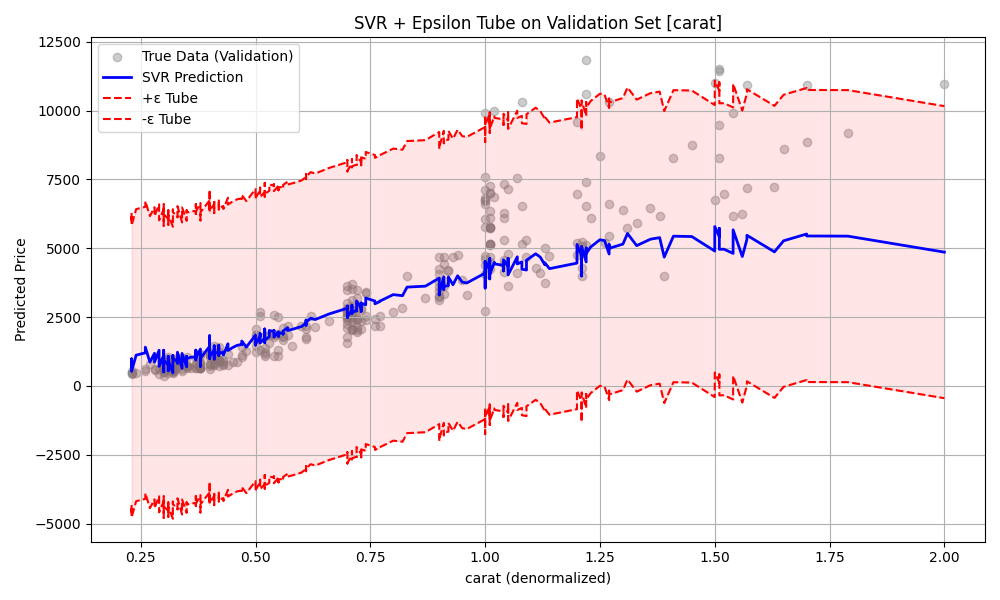 SVR + Epsilon Tube on Validation Set [carat]
True Data (Validation)
SVR Prediction
+ε Tube
-ε Tube
Predicted Price
12500
10000
7500
5000
2500
0
−2500
−5000
0.25 0.50 0.75 1.00 1.25 1.50 1.75 2.00
carat (denormalized)